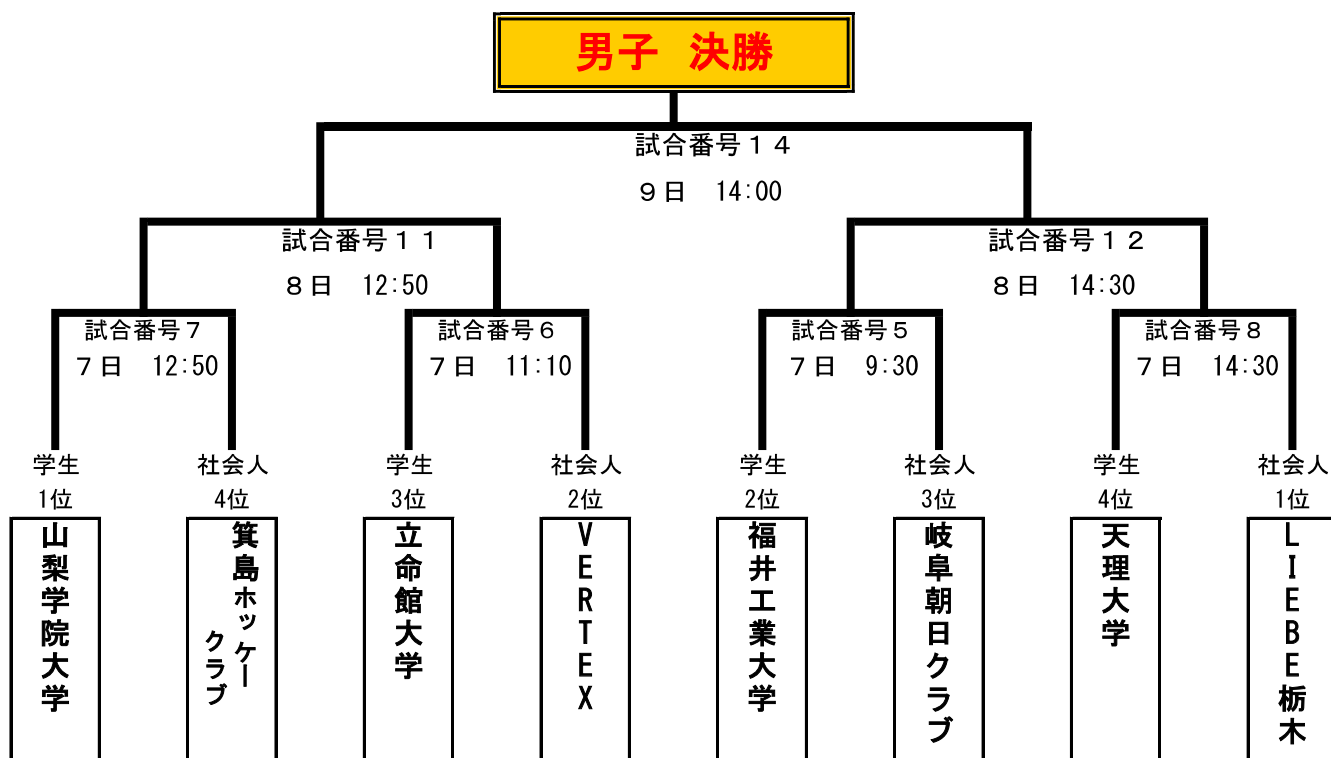 男子　決勝
試合番号１４
９日　14:00
試合番号１１
８日　12:50
試合番号１２
８日　14:30
試合番号７
７日　12:50
試合番号６
７日　11:10
試合番号５
７日　9:30
試合番号８
７日　14:30
学生
1位
山梨学院大学
社会人
4位
箕島ホッケー
クラブ
学生
3位
立命館大学
社会人
2位
VERTEX
学生
2位
福井工業大学
社会人
3位
岐阜朝日クラブ
学生
4位
天理大学
社会人
1位
LIEBE栃木